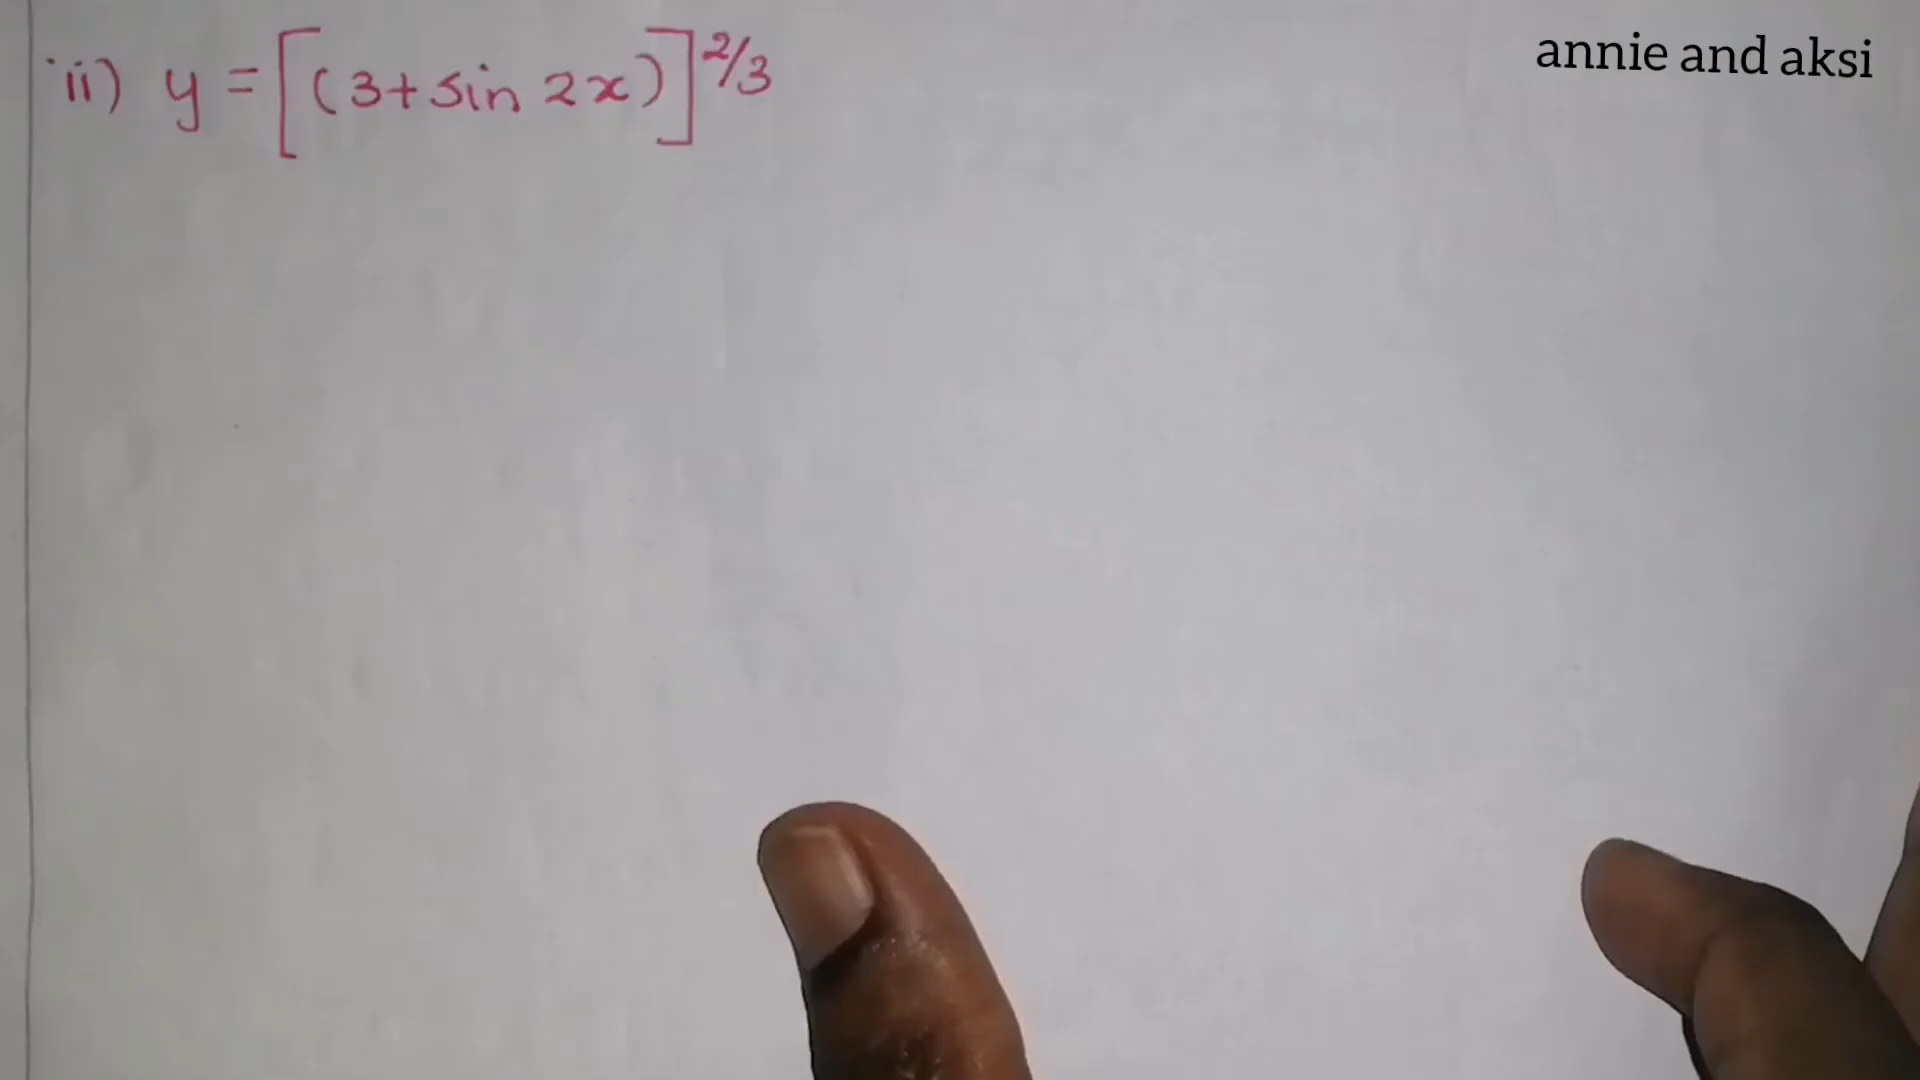 ii) y = [(3+sin 2x)]^2/3
annie and aksi